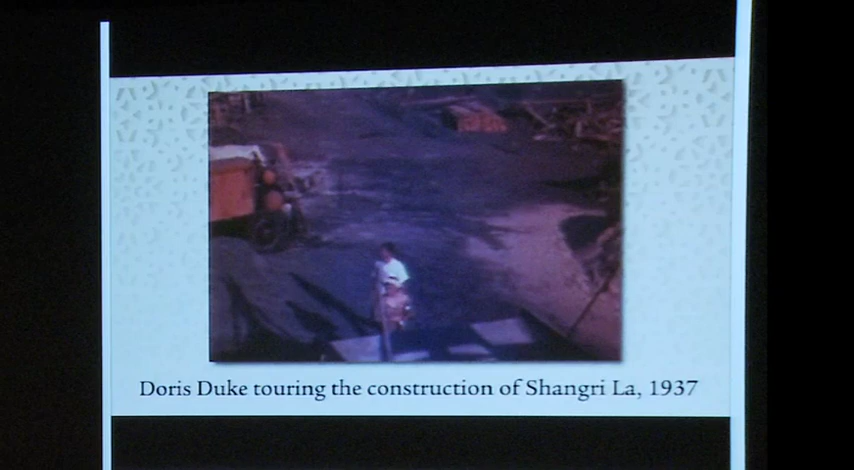 Doris Duke touring the construction of Shangri La, 1937